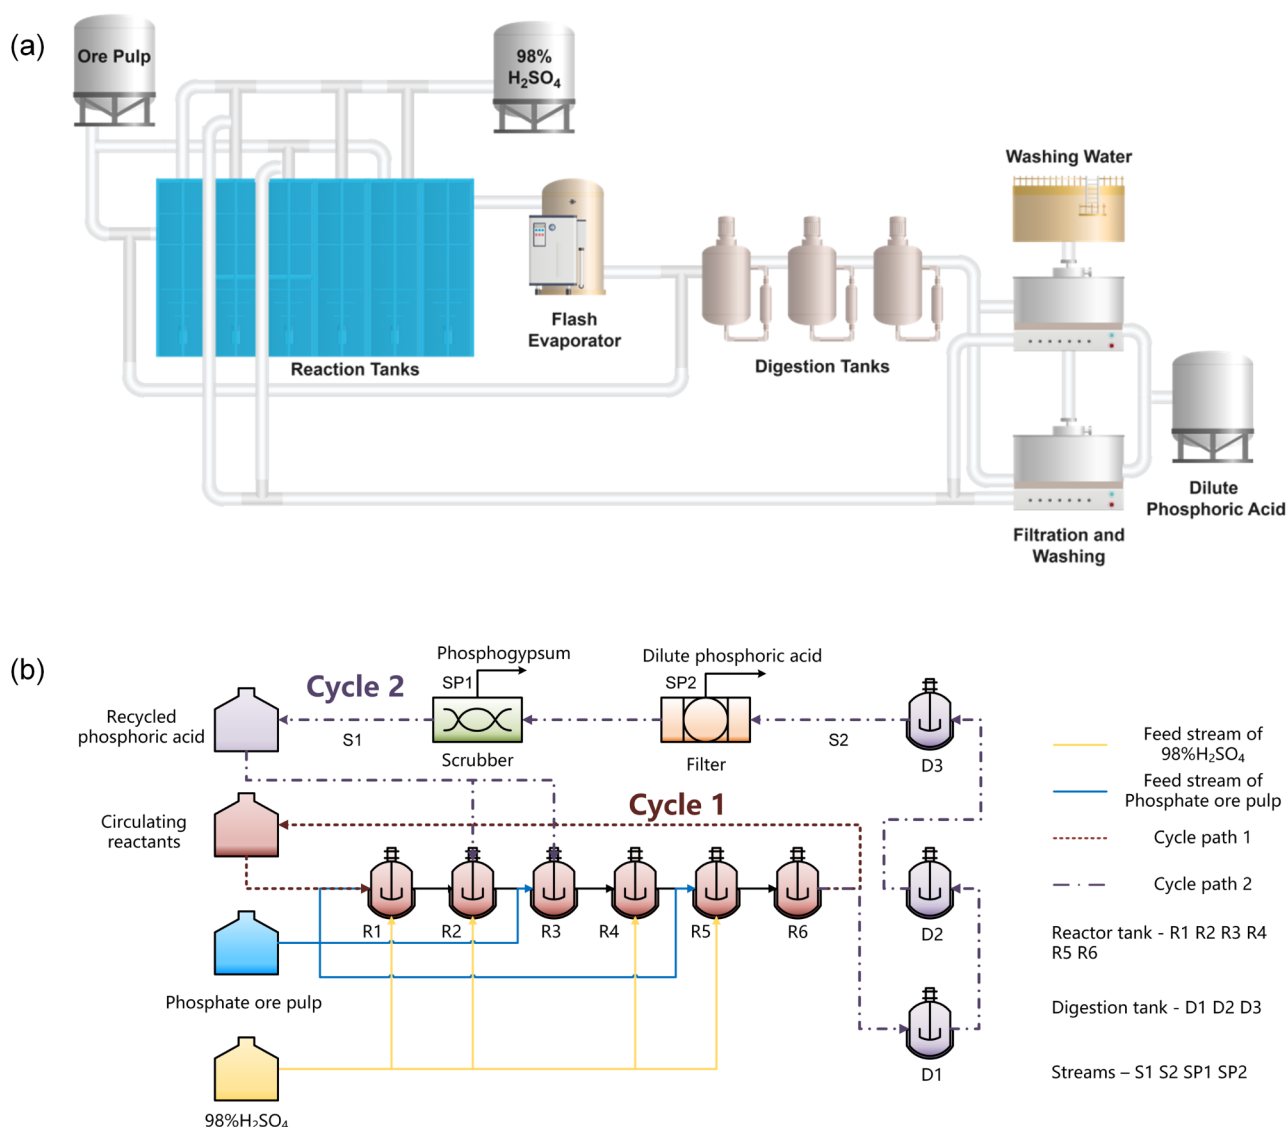 (a)
Ore Pulp
98%
H₂SO₄
Washing Water
Flash
Evaporator
Reaction Tanks
Digestion Tanks
Dilute
Phosphoric Acid
Filtration and
Washing
(b)
Phosphogypsum
Dilute phosphoric acid
SP1
SP2
Cycle 2
Recycled
phosphoric acid
S1
S2
Scrubber
Filter
D3
Feed stream of
98%H₂SO₄
Feed stream of
Phosphate ore pulp
Cycle 1
Circulating
reactants
Cycle path 1
Cycle path 2
R1
R2
R3
R4
R5
R6
D2
Reactor tank - R1 R2 R3 R4
R5 R6
Phosphate ore pulp
Digestion tank - D1 D2 D3
D1
Streams – S1 S2 SP1 SP2
98%H₂SO₄